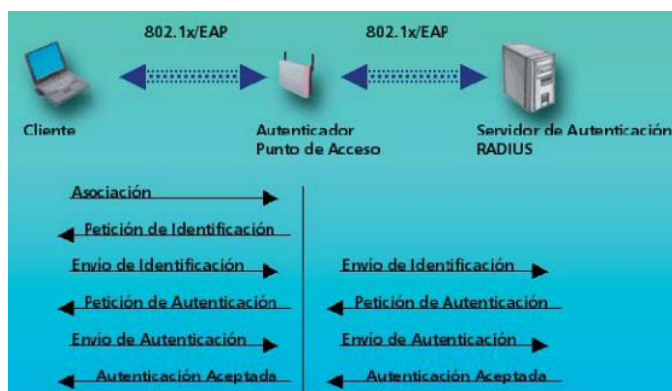 802.1x/EAP 802.1x/EAP
Cliente
Autenticador
Punto de Acceso
Servidor de Autenticación
RADIUS
Asociación
Petición de Identificación
Envío de Identificación Envío de Identificación
Petición de Autenticación Petición de Autenticación
Envío de Autenticación Envío de Autenticación
Autenticación Aceptada Autenticación Aceptada